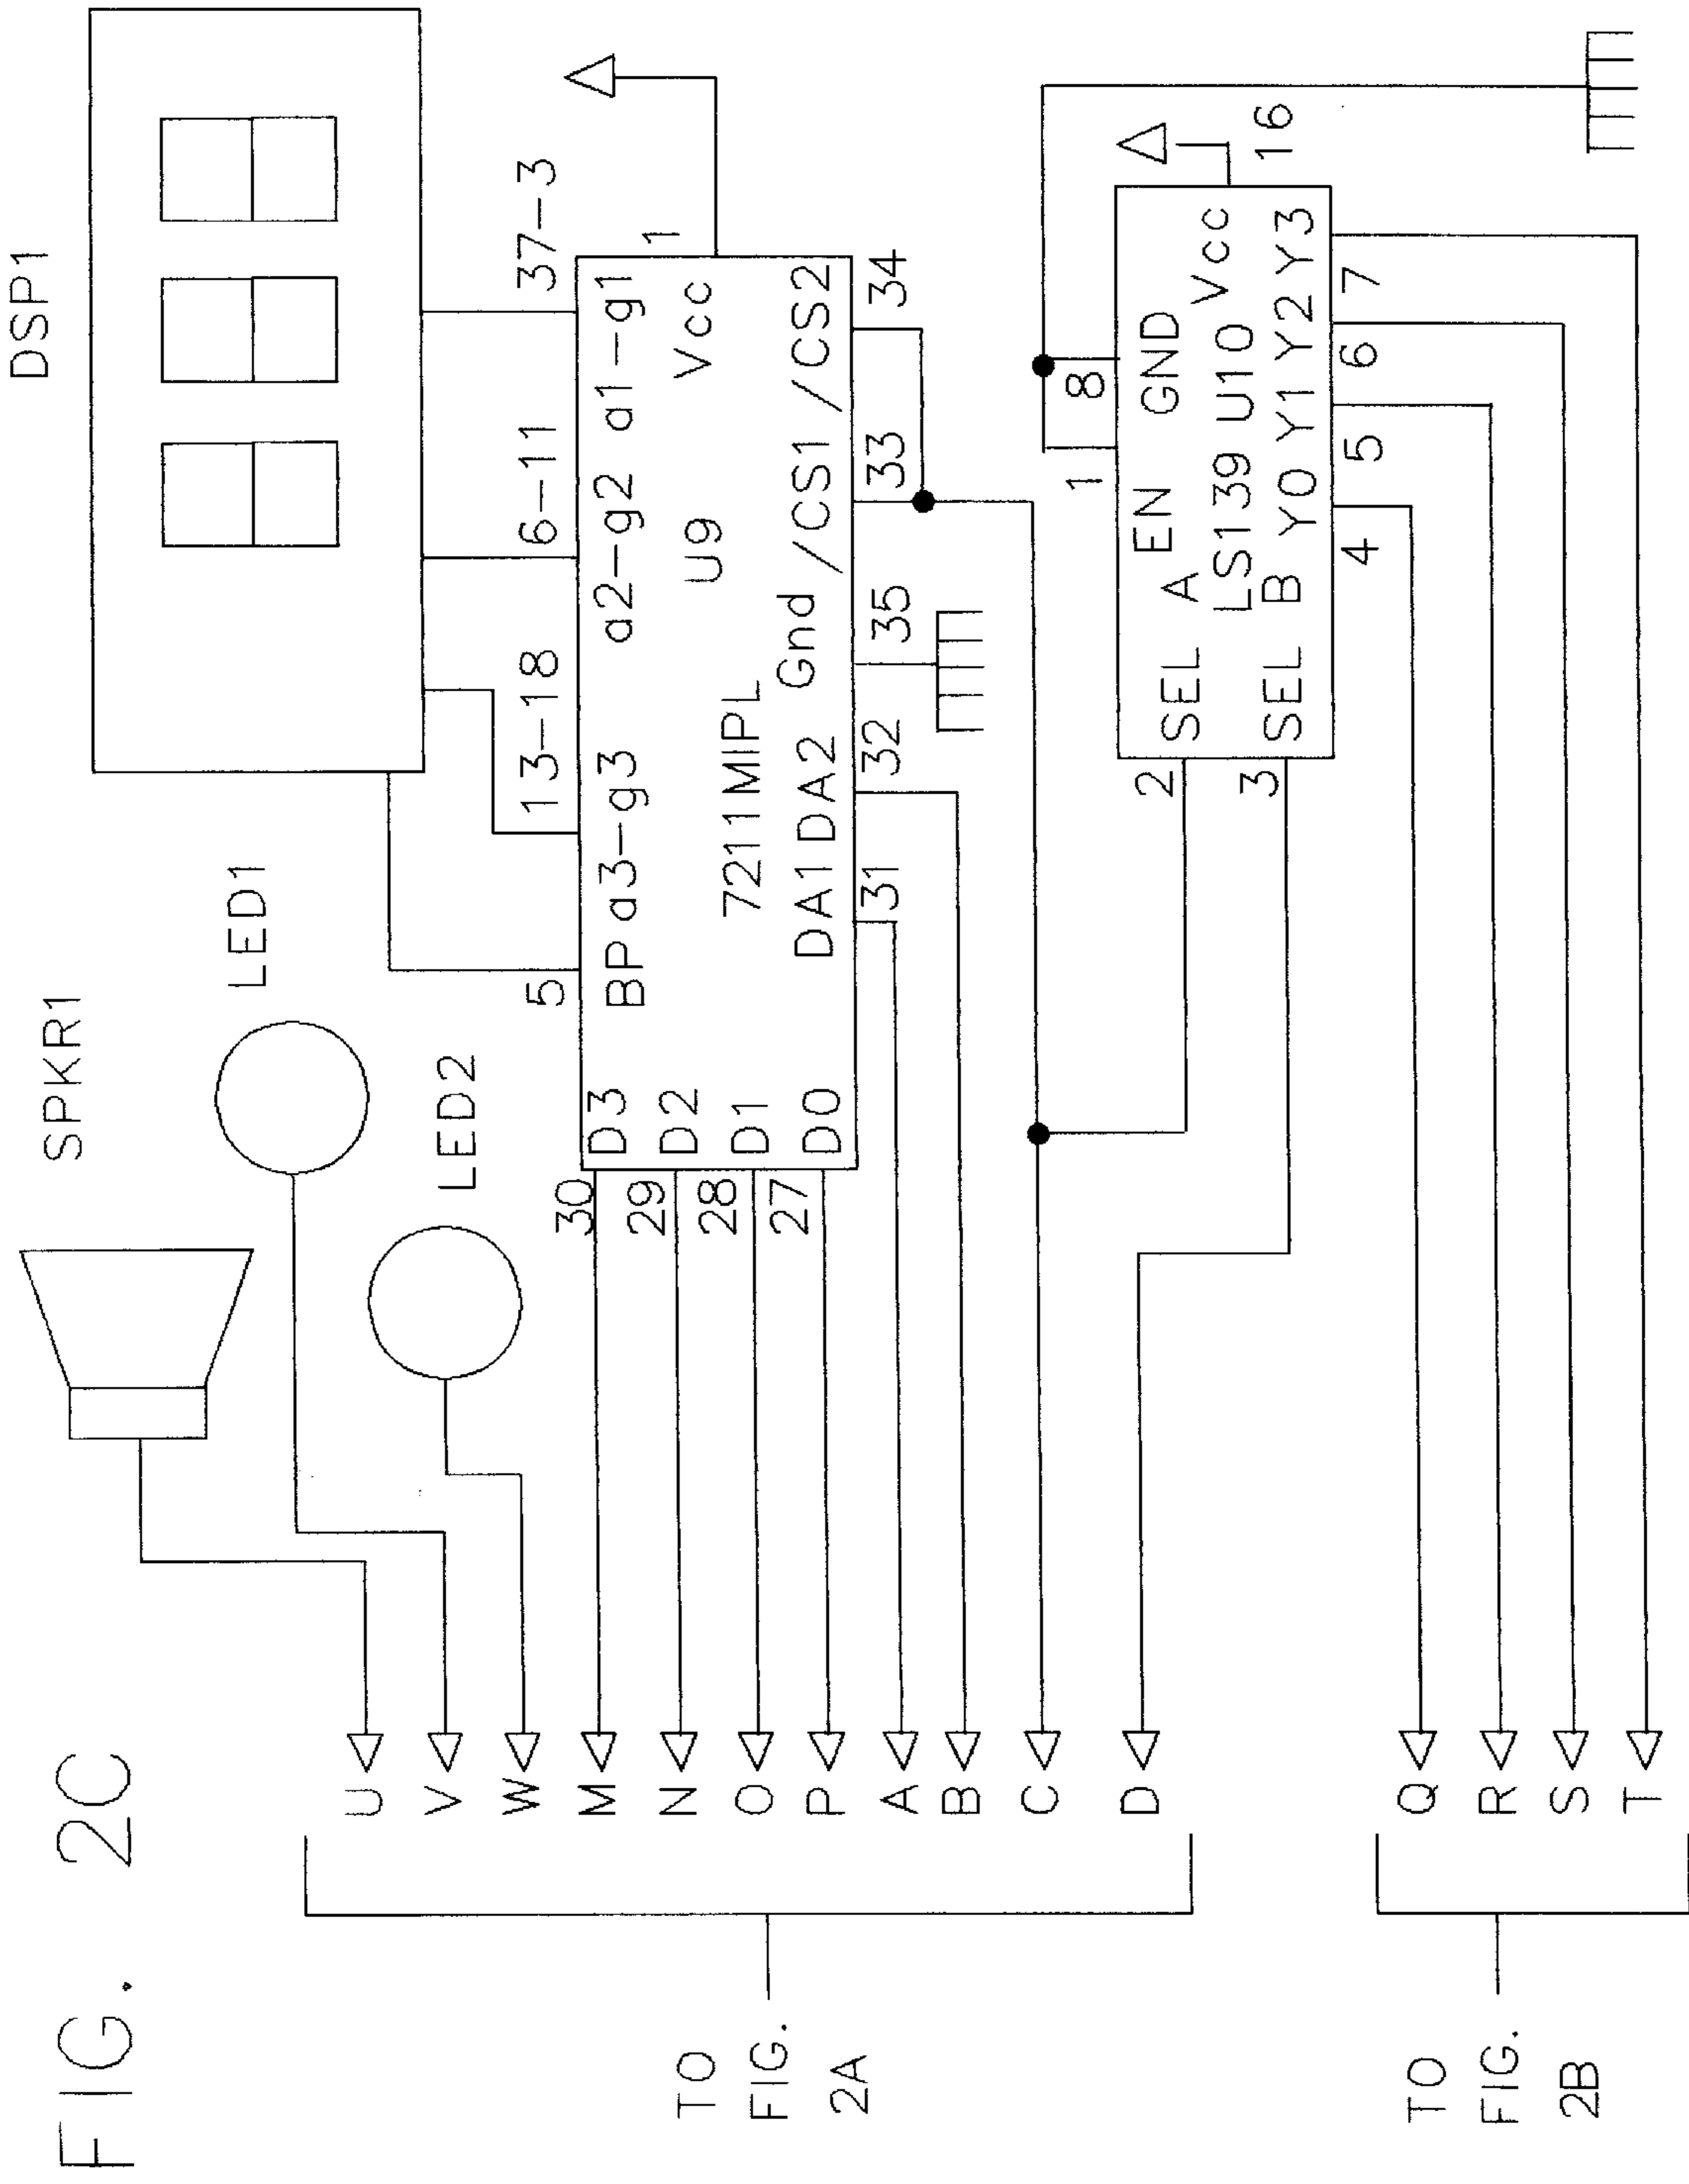 FIG. 2C
SPKR1
LED1
LED2
DSP1
U
V
W
M
N
O
P
A
B
C
D
Q
R
S
T
TO
FIG.
2A
TO
FIG.
2B
5
13-18
6-11
37-3
BP a3-g3 a2-g2 a1-g1
1
Vcc
U9
7211MIPL
30
D3
29
D2
28
D1
27
D0
DA1 DA2 Gnd /CS1 /CS2
31
32
35
33
34
1
8
EN GND
2
SEL A
LS139 U10 Vcc
16
3
SEL B Y0 Y1 Y2 Y3
4
5
6
7